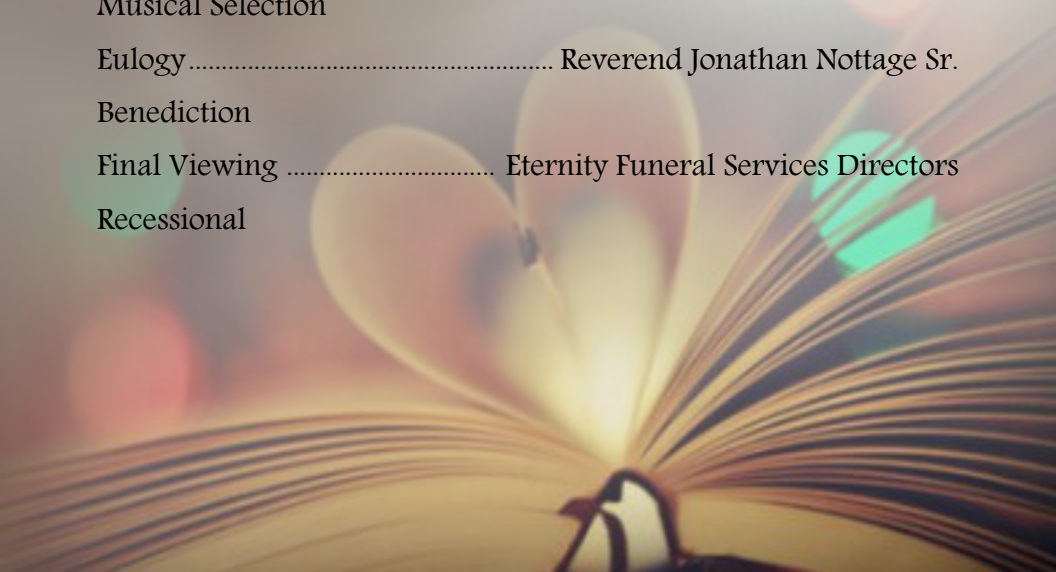 Musical Selection
Eulogy ........................................................ Reverend Jonathan Nottage Sr.
Benediction
Final Viewing ................................ Eternity Funeral Services Directors
Recessional